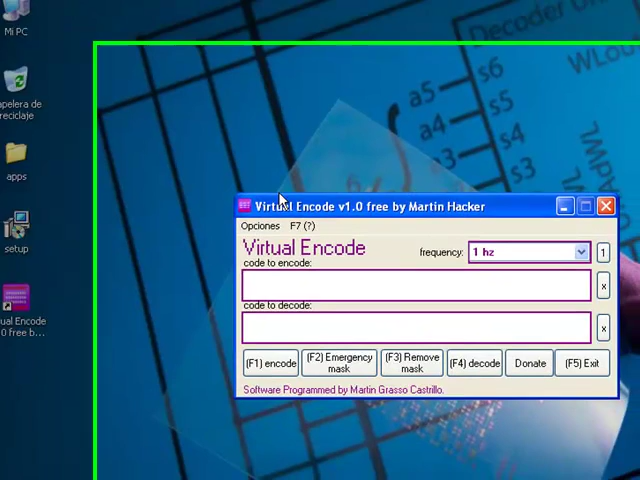 Mi PC
apelera de
reciclaje
apps
setup
ual Encode
0 free b...
Decoder
a5
s6
a4
s5
a3
s4
s3
Virtual Encode v1.0 free by Martin Hacker
Opciones F7 (?)
Virtual Encode
frequency: 1 hz 1
code to encode:
x
code to decode:
x
(F1) encode (F2) Emergency mask (F3) Remove mask (F4) decode Donate (F5) Exit
Software Programmed by Martin Grasso Castrillo.